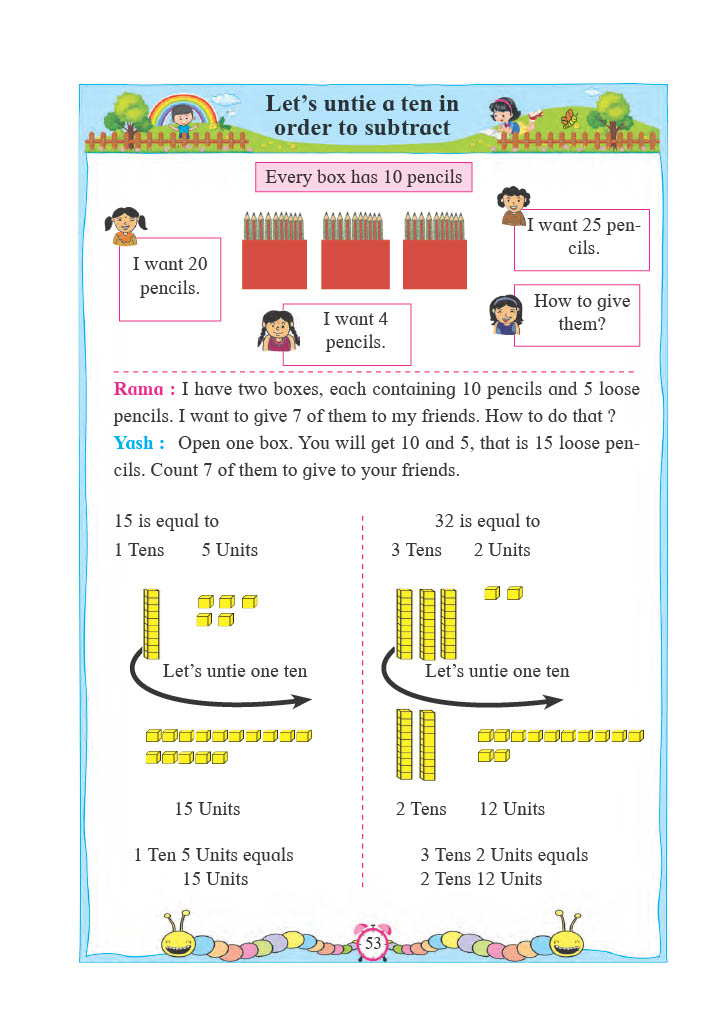 Let's untie a ten in
order to subtract
Every box has 10 pencils
I want 20
pencils.
I want 25 pen-
cils.
I want 4
pencils.
How to give
them?
Rama : I have two boxes, each containing 10 pencils and 5 loose
pencils. I want to give 7 of them to my friends. How to do that ?
Yash : Open one box. You will get 10 and 5, that is 15 loose pen-
cils. Count 7 of them to give to your friends.
15 is equal to
1 Tens 5 Units
Let's untie one ten
15 Units
1 Ten 5 Units equals
15 Units
32 is equal to
3 Tens 2 Units
Let's untie one ten
2 Tens 12 Units
3 Tens 2 Units equals
2 Tens 12 Units
53